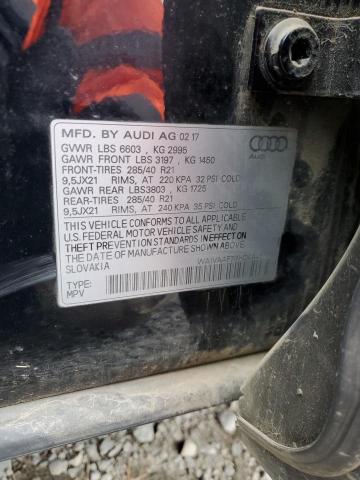 MFD. BY AUDI AG 02 17
GVWR LBS 6603 , KG 2995
GAWR FRONT LBS 3197 , KG 1450
FRONT-TIRES 285/40 R21
9,5JX21 RIMS, AT 220 KPA 32 PSI COLD
GAWR REAR LBS3803 , KG 1725
REAR-TIRES 285/40 R21
9,5JX21 RIMS, AT 240 KPA 35 PSI COLD
THIS VEHICLE CONFORMS TO ALL APPLICABLE
U.S.FEDERAL MOTOR VEHICLE SAFETY AND
THEFT PREVENTION STANDARDS IN EFFECT ON
THE DATE OF MANUFACTURE SHOWN ABOVE.
SLOVAKIA
TYPE:
MPV
Audi